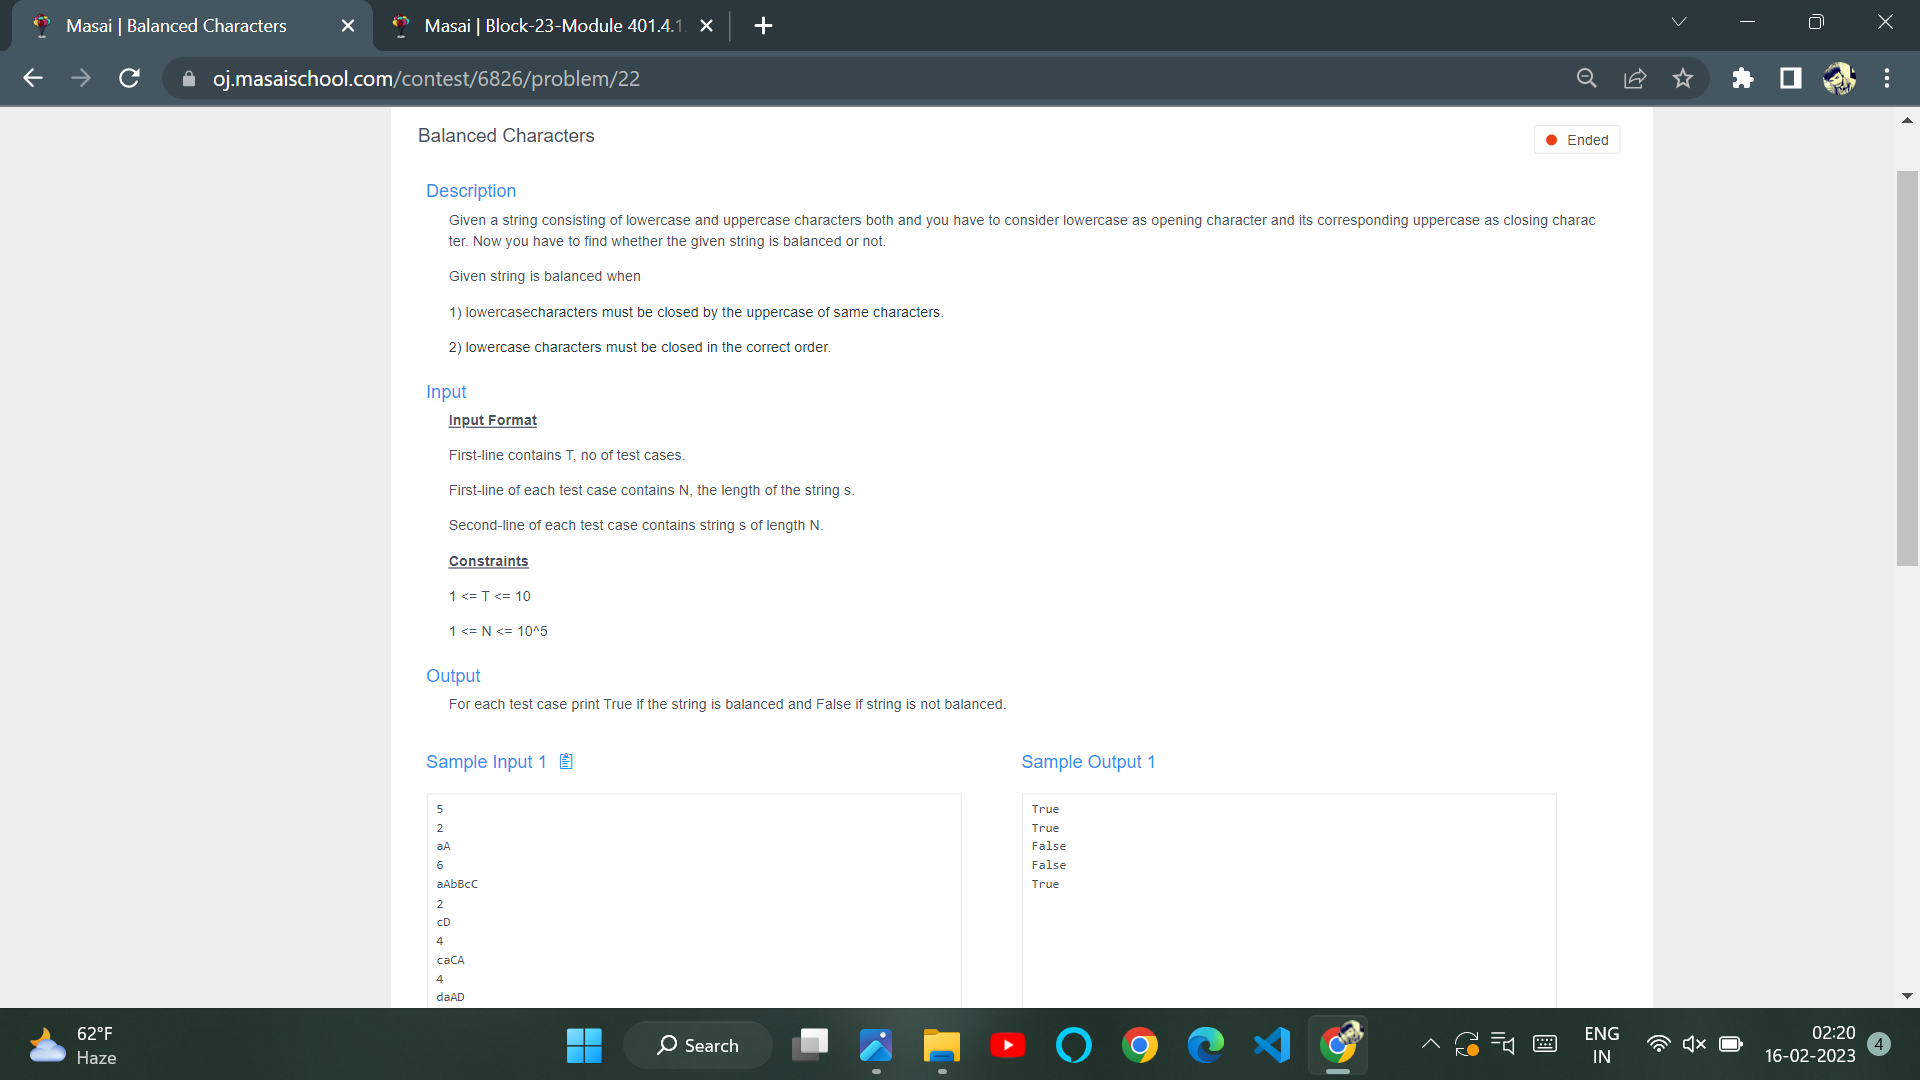 Masai | Balanced Characters
Masai | Block-23-Module 401.4.1
oj.masaischool.com/contest/6826/problem/22
Balanced Characters
Ended
Description
Given a string consisting of lowercase and uppercase characters both and you have to consider lowercase as opening character and its corresponding uppercase as closing charac
ter. Now you have to find whether the given string is balanced or not.
Given string is balanced when
1) lowercasecharacters must be closed by the uppercase of same characters.
2) lowercase characters must be closed in the correct order.
Input
Input Format
First-line contains T, no of test cases.
First-line of each test case contains N, the length of the string s.
Second-line of each test case contains string s of length N.
Constraints
1 <= T <= 10
1 <= N <= 10^5
Output
For each test case print True if the string is balanced and False if string is not balanced.
Sample Input 1
5
2
aA
6
aAbBcC
2
cD
4
caCA
4
daAD
Sample Output 1
True
True
False
False
True
62°F
Haze
Search
ENG
IN
02:20
16-02-2023
4